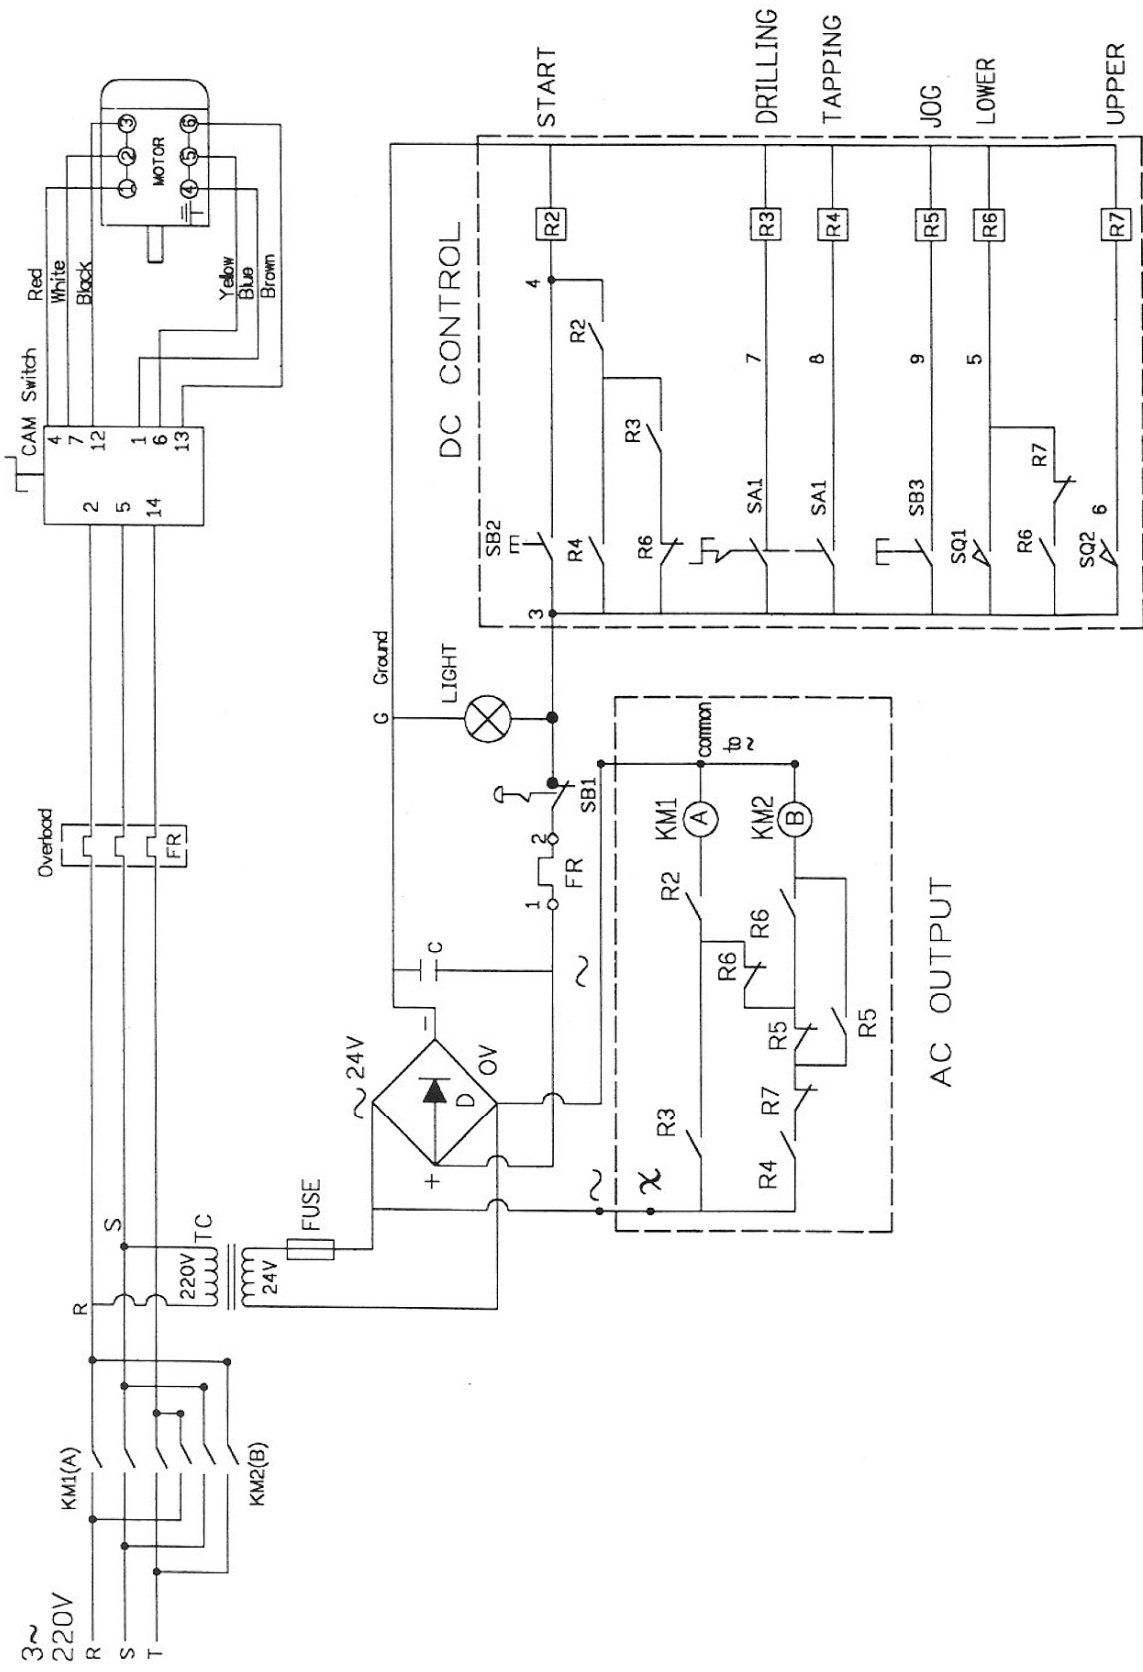 3~
220V
R
S
T
KM1(A)
KM2(B)
R
S
220V
TC
24V
FUSE
Overload
FR
CAM Switch
2
5
14
4
7
12
1
6
13
Red
White
Black
Yellow
Blue
Brown
MOTOR
1
2
3
4
5
6
~ 24V
D
+
-
0V
C
~
1
FR
2
SB1
LIGHT
G
Ground
DC CONTROL
3
SB2
4
R2
START
R4
R2
R6
R3
SA1
7
R3
DRILLING
SA1
8
R4
TAPPING
SB3
9
R5
JOG
SQ1
5
R6
LOWER
R6
R7
SQ2
6
R7
UPPER
~
x
R3
R2
KM1
A
common
to ~
R6
R4
R7
R5
R6
KM2
B
R5
AC OUTPUT